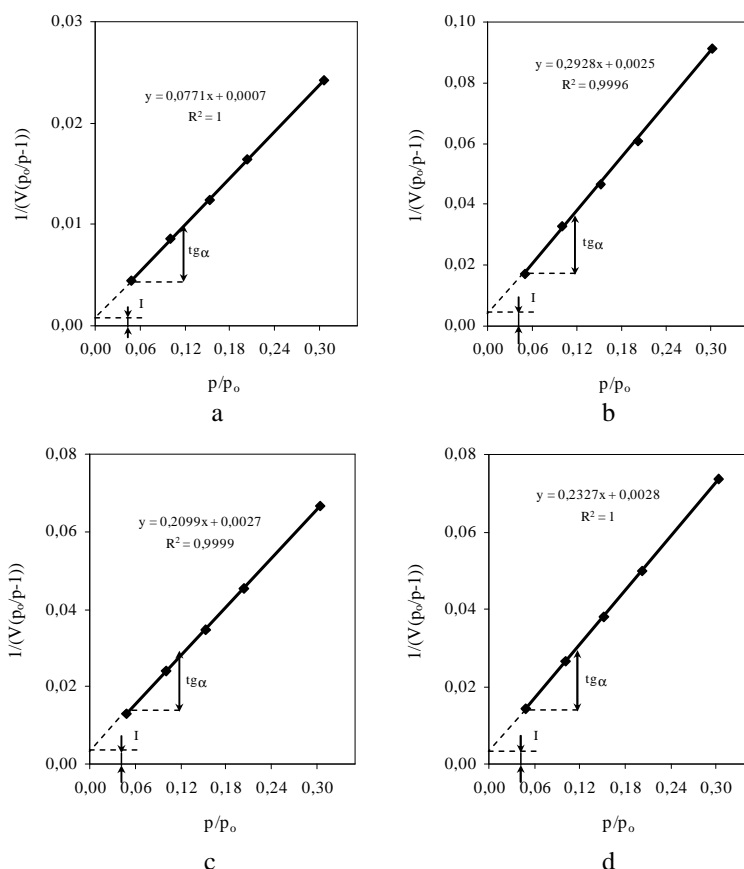 0,03
0,02
0,01
0,00
1/(V(pₒ/p-1))
y = 0,0771x + 0,0007
R² = 1
tgα
I
0,00 0,06 0,12 0,18 0,24 0,30
p/pₒ
a
0,10
0,08
0,06
0,04
0,02
0,00
1/(V(pₒ/p-1))
y = 0,2928x + 0,0025
R² = 0,9996
tgα
I
0,00 0,06 0,12 0,18 0,24 0,30
p/pₒ
b
0,08
0,06
0,04
0,02
0,00
1/(V(pₒ/p-1))
y = 0,2099x + 0,0027
R² = 0,9999
tgα
I
0,00 0,06 0,12 0,18 0,24 0,30
p/pₒ
c
0,08
0,06
0,04
0,02
0,00
1/(V(pₒ/p-1))
y = 0,2327x + 0,0028
R² = 1
tgα
I
0,00 0,06 0,12 0,18 0,24 0,30
p/pₒ
d